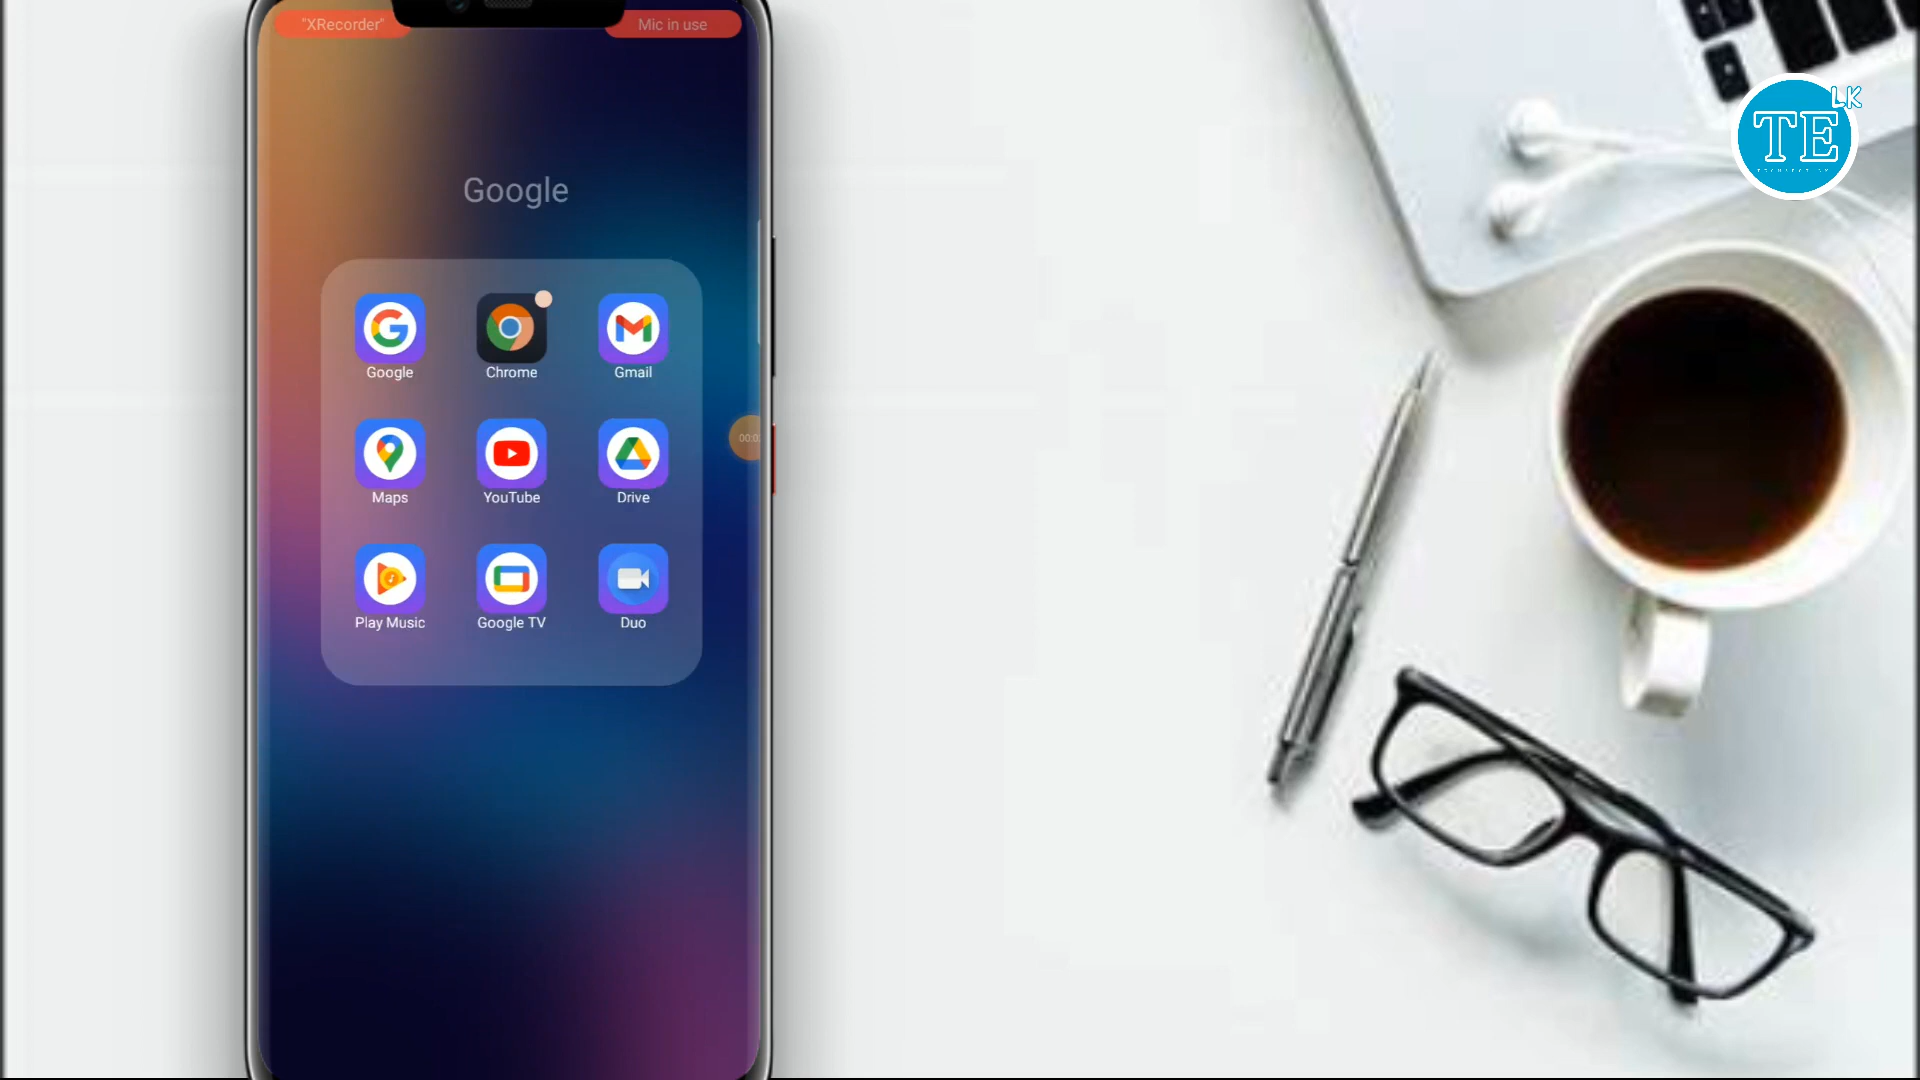 "XRecorder"
Mic in use
Google
Google
Chrome
Gmail
Maps
YouTube
Drive
Play Music
Google TV
Duo
LK
TE